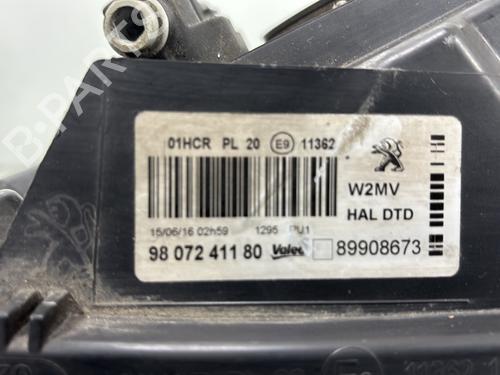 B-PARTS
01HCR PL 20 E9 11362
W2MV
HAL DTD
15/06/16 02h59 1295 PU1
98 072 411 80 Valeo 89908673